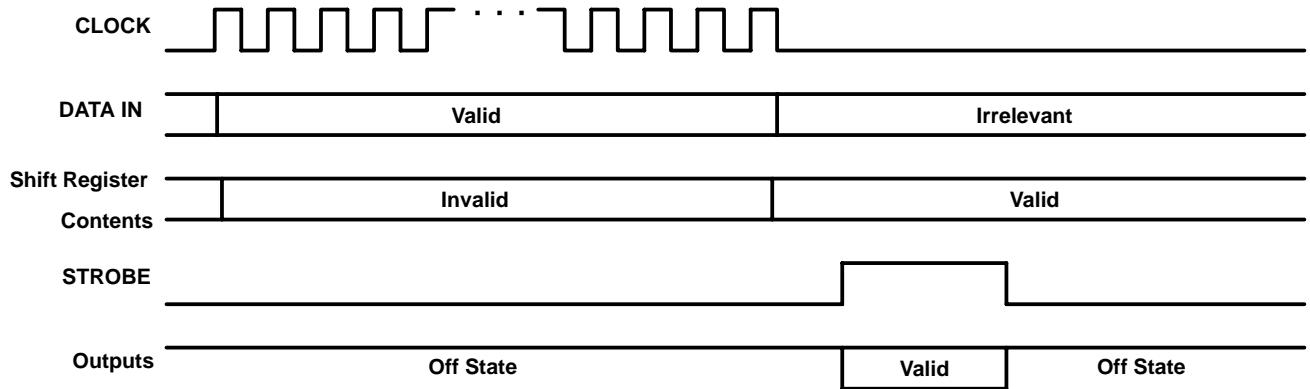 CLOCK
. . .
DATA IN
Valid
Irrelevant
Shift Register
Contents
Invalid
Valid
STROBE
Outputs
Off State
Valid
Off State